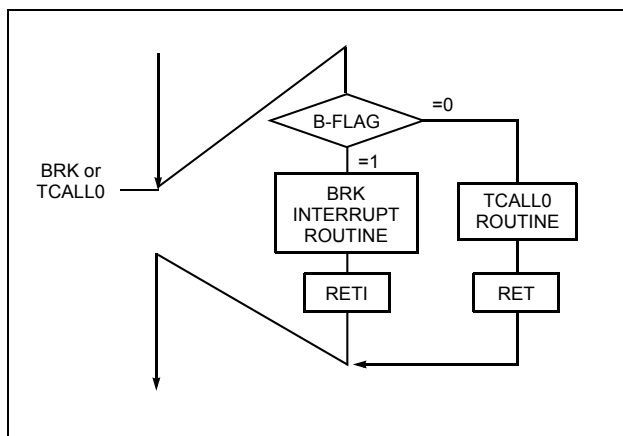 =0
B-FLAG
=1
BRK or
TCALL0
BRK
INTERRUPT
ROUTINE
TCALL0
ROUTINE
RETI
RET